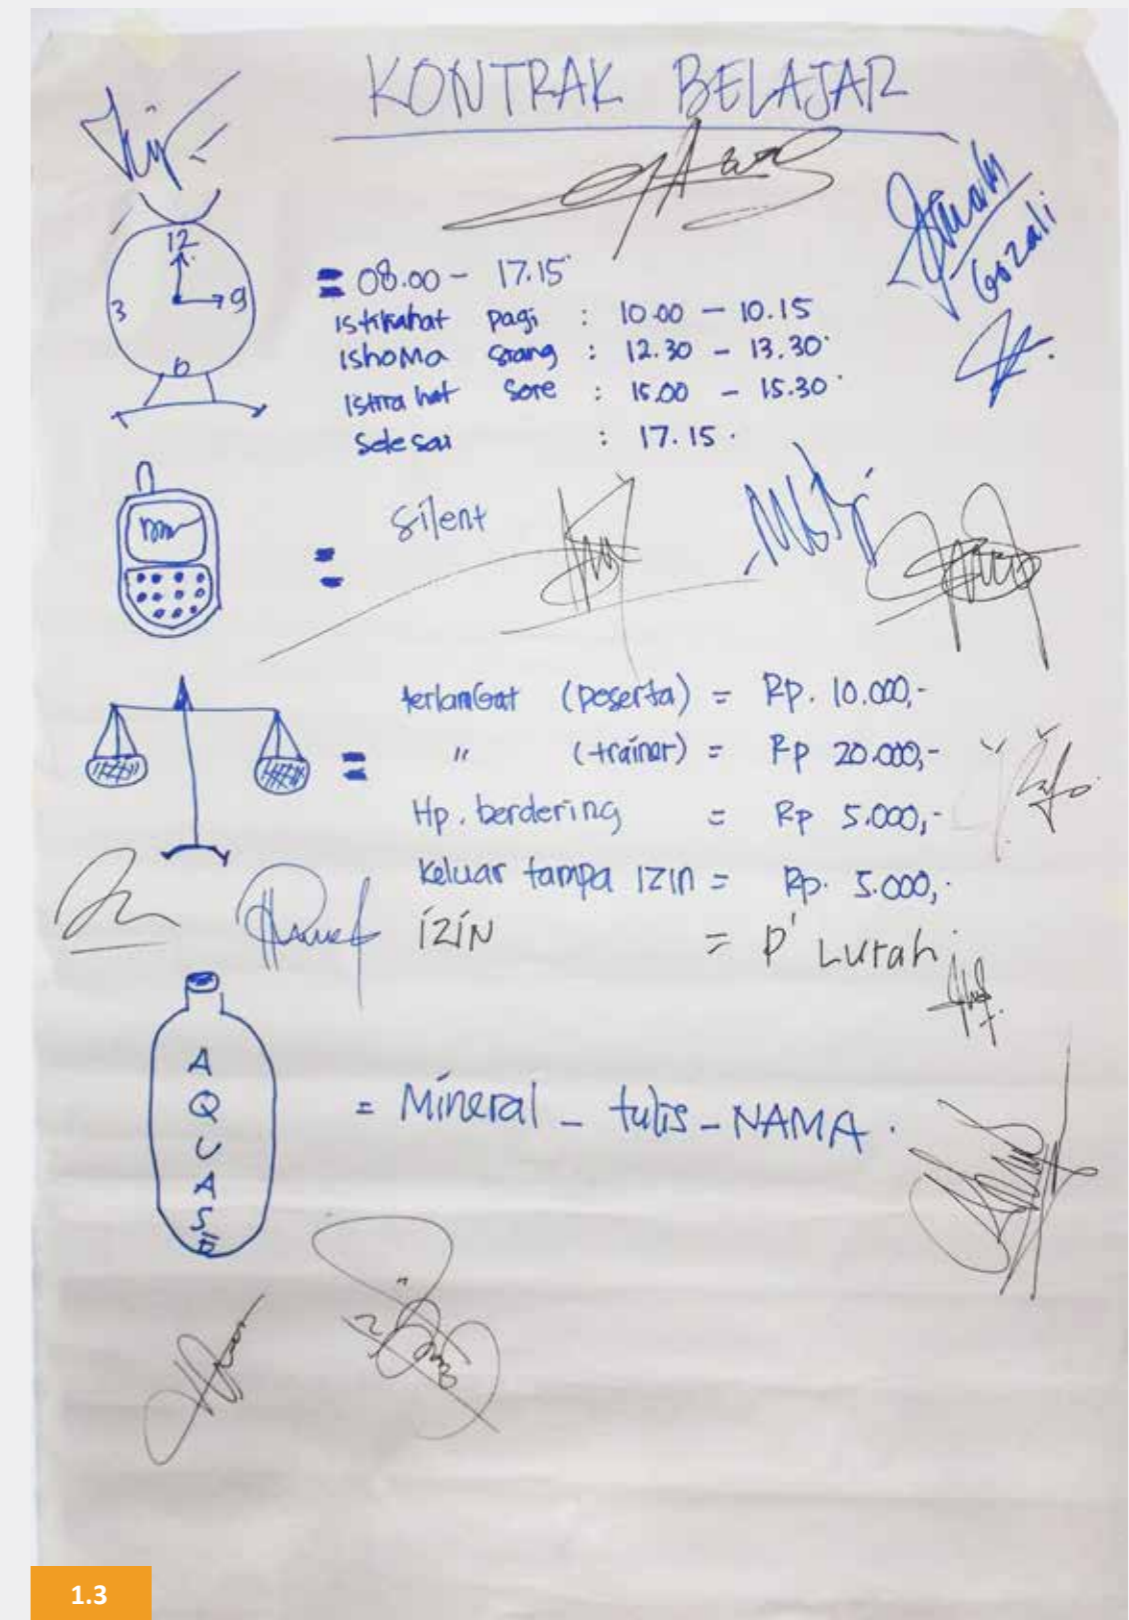 KONTRAK BELAJAR
Gozali
12
3
9
6
= 08.00 - 17.15
Istirahat pagi : 10.00 - 10.15
ISHOMA siang : 12.30 - 13.30
Istirahat sore : 15.00 - 15.30
Selesai : 17.15.
= silent
= terlambat (peserta) = Rp. 10.000,-
" (trainer) = Rp 20.000,-
Hp. berdering = Rp 5.000,-
Keluar tampa IZIN = Rp. 5.000,-
IZIN = P' Lurah
AQUASE
= Mineral - tulis - NAMA.
1.3